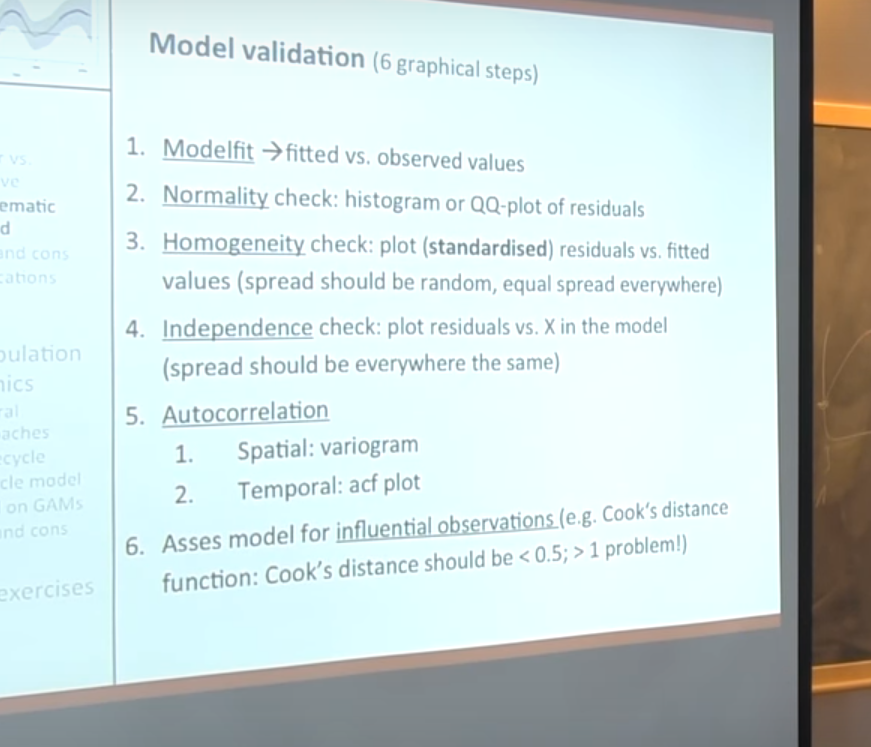 Model validation (6 graphical steps)
1. Modelfit → fitted vs. observed values
2. Normality check: histogram or QQ-plot of residuals
3. Homogeneity check: plot (standardised) residuals vs. fitted
values (spread should be random, equal spread everywhere)
4. Independence check: plot residuals vs. X in the model
(spread should be everywhere the same)
5. Autocorrelation
1. Spatial: variogram
2. Temporal: acf plot
6. Asses model for influential observations (e.g. Cook's distance
function: Cook's distance should be < 0.5; > 1 problem!)
vs.
ve
ematic
d
and cons
cations
pulation
nics
ral
aches
cycle
cle model
on GAMs
and cons
exercises